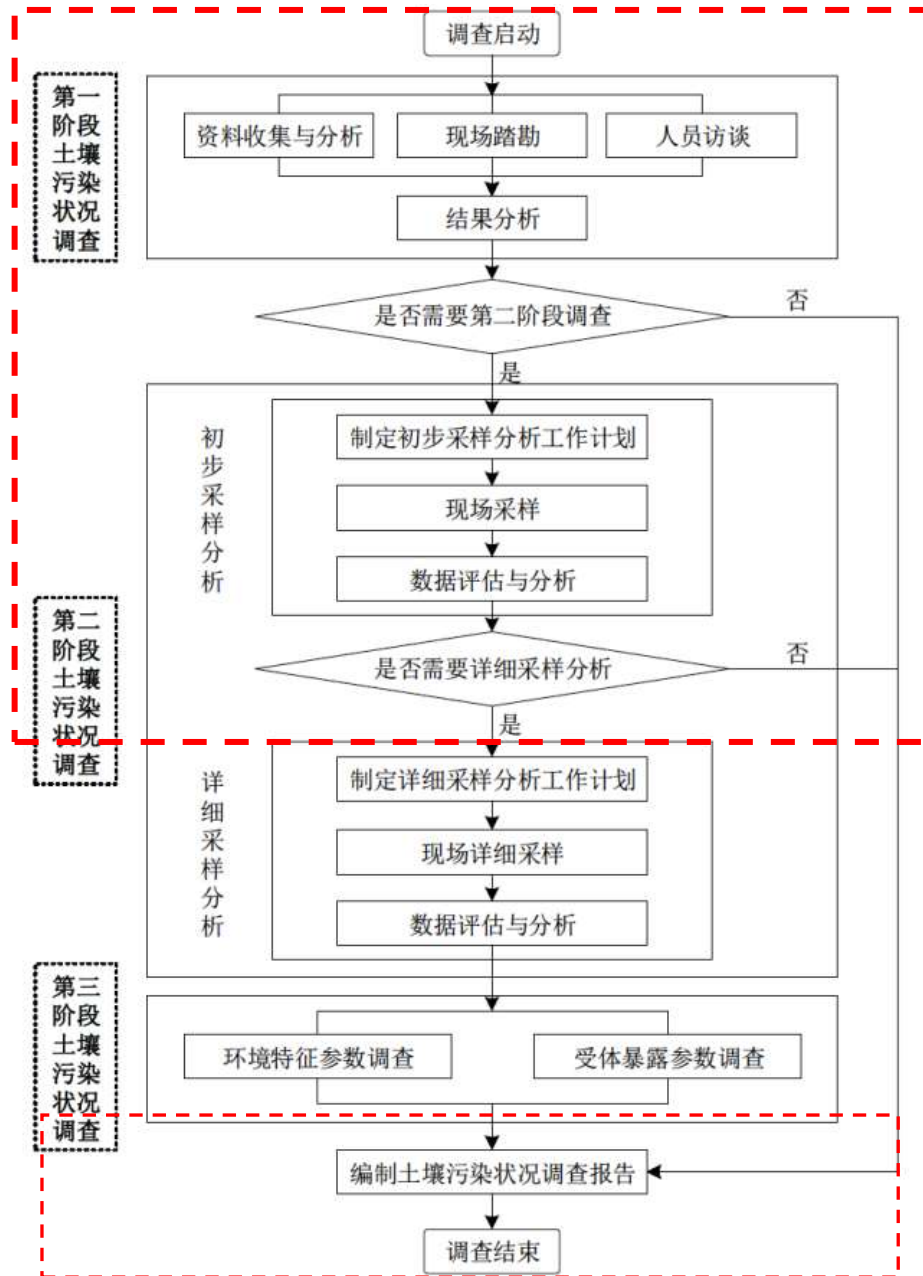 调查启动
第一
阶段
土壤
污染
状况
调查
资料收集与分析
现场踏勘
人员访谈
结果分析
是否需要第二阶段调查
否
是
初步采样分析
制定初步采样分析工作计划
现场采样
数据评估与分析
第二
阶段
土壤
污染
状况
调查
是否需要详细采样分析
否
是
详细采样分析
制定详细采样分析工作计划
现场详细采样
数据评估与分析
第三
阶段
土壤
污染
状况
调查
环境特征参数调查
受体暴露参数调查
编制土壤污染状况调查报告
调查结束